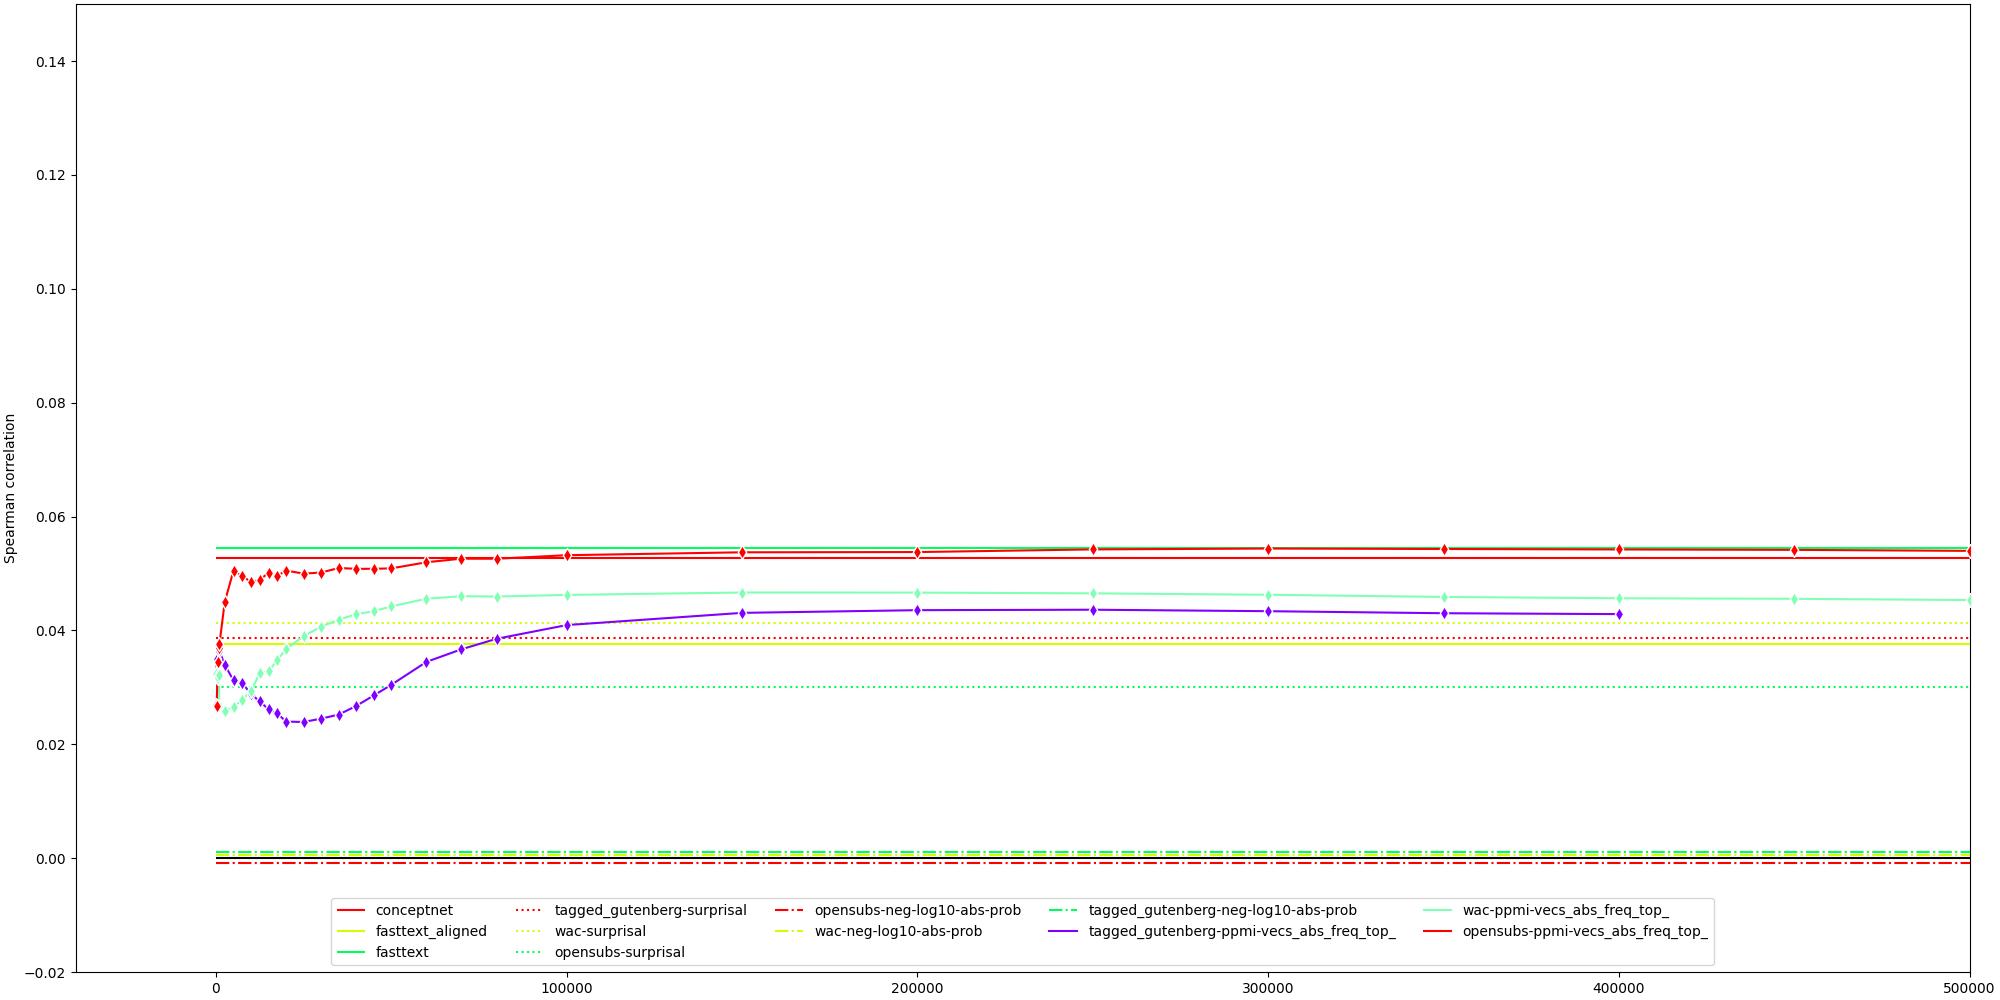 0.14
0.12
0.10
0.08
0.06
0.04
0.02
0.00
−0.02
Spearman correlation
conceptnet
fasttext_aligned
fasttext
tagged_gutenberg-surprisal
wac-surprisal
opensubs-surprisal
opensubs-neg-log10-abs-prob
wac-neg-log10-abs-prob
tagged_gutenberg-neg-log10-abs-prob
tagged_gutenberg-ppmi-vecs_abs_freq_top_
wac-ppmi-vecs_abs_freq_top_
opensubs-ppmi-vecs_abs_freq_top_
0 100000 200000 300000 400000 500000